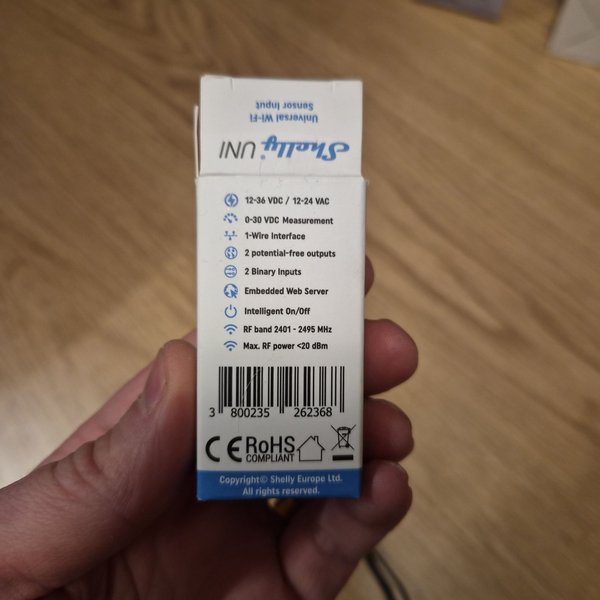 Shelly UNI
Universal Wi-Fi
Sensor Input
12-36 VDC / 12-24 VAC
0-30 VDC Measurement
1-Wire Interface
2 potential-free outputs
2 Binary Inputs
Embedded Web Server
Intelligent On/Off
RF band 2401 - 2495 MHz
Max. RF power <20 dBm
3 800235 262368
CE RoHS
COMPLIANT
Copyright© Shelly Europe Ltd.
All rights reserved.